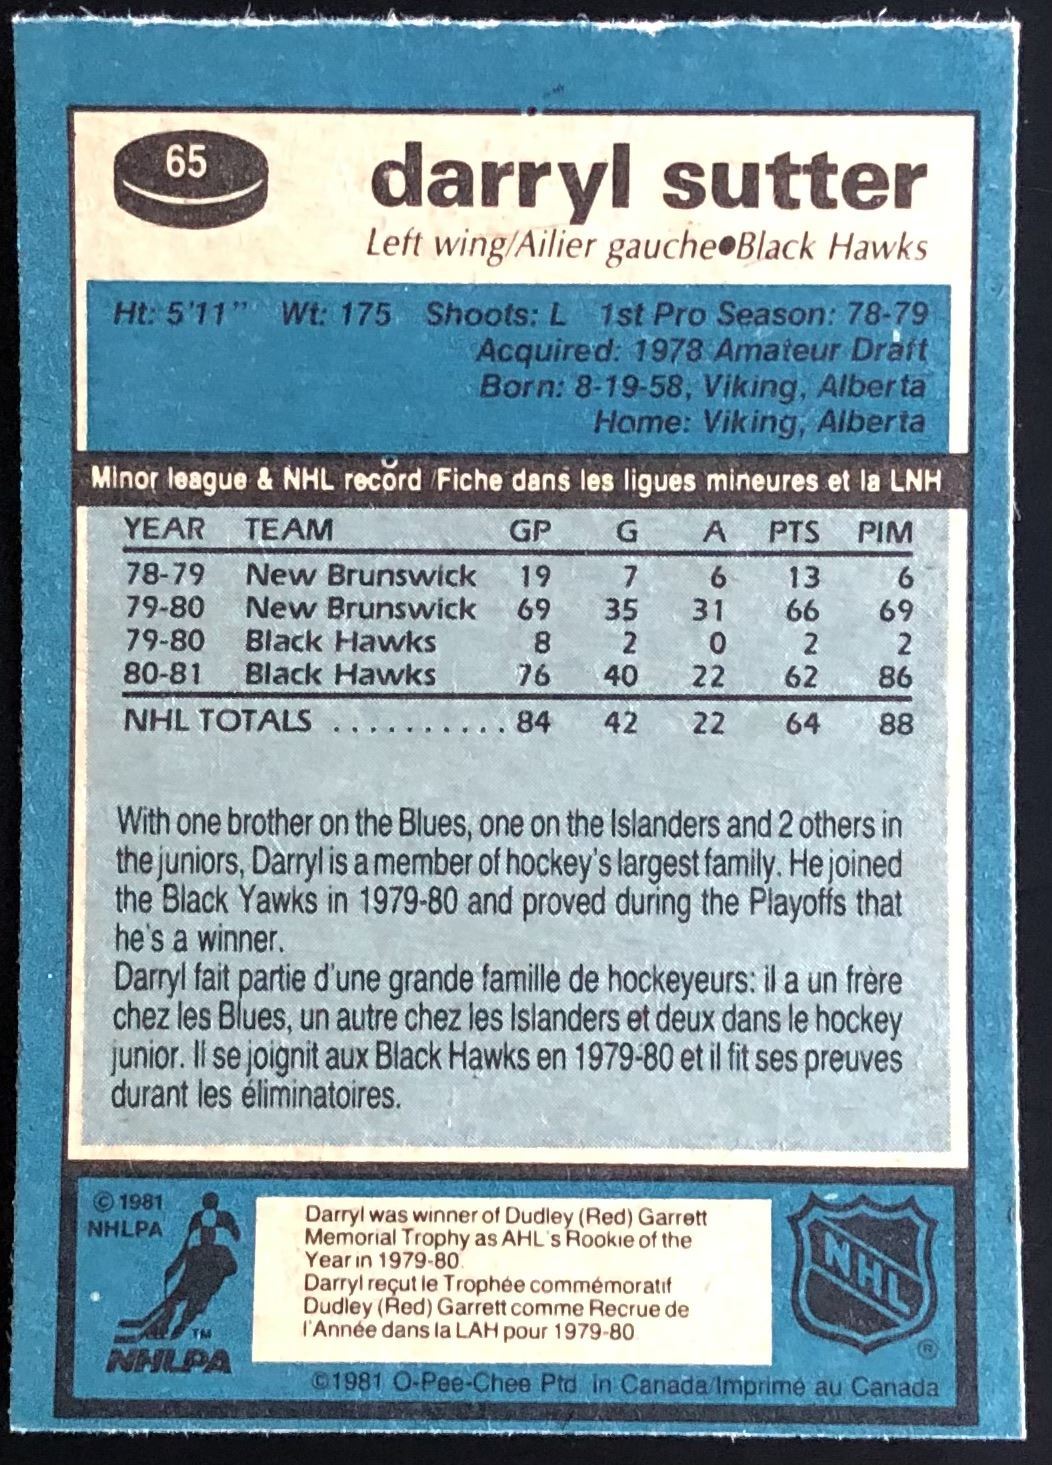 65
darryl sutter
Left wing/Ailier gauche●Black Hawks
Ht: 5'11" Wt: 175 Shoots: L 1st Pro Season: 78-79
Acquired: 1978 Amateur Draft
Born: 8-19-58, Viking, Alberta
Home: Viking, Alberta
Minor league & NHL record/Fiche dans les ligues mineures et la LNH
YEAR TEAM GP G A PTS PIM
78-79 New Brunswick 19 7 6 13 6
79-80 New Brunswick 69 35 31 66 69
79-80 Black Hawks 8 2 0 2 2
80-81 Black Hawks 76 40 22 62 86
NHL TOTALS .......... 84 42 22 64 88
With one brother on the Blues, one on the Islanders and 2 others in
the juniors, Darryl is a member of hockey's largest family. He joined
the Black Yawks in 1979-80 and proved during the Playoffs that
he's a winner.
Darryl fait partie d'une grande famille de hockeyeurs: il a un frère
chez les Blues, un autre chez les Islanders et deux dans le hockey
junior. Il se joignit aux Black Hawks en 1979-80 et il fit ses preuves
durant les éliminatoires.
© 1981
NHLPA
TM
NHLPA
Darryl was winner of Dudley (Red) Garrett
Memorial Trophy as AHL's Rookie of the
Year in 1979-80.
Darryl reçut le Trophée commémoratif
Dudley (Red) Garrett comme Recrue de
l'Année dans la LAH pour 1979-80
NHL
®
©1981 O-Pee-Chee Ptd. in Canada/Imprimé au Canada